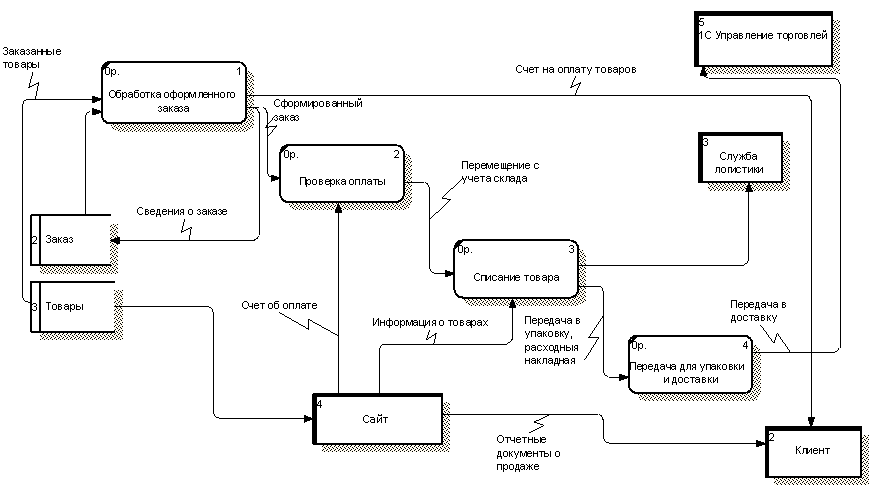 5
1С Управление торговлей
Заказанные
товары
0р. 1
Обработка оформленного
заказа
Счет на оплату товаров
Сформированный
заказ
0р. 2
Проверка оплаты
3
Служба
логистики
Перемещение с
учета склада
Сведения о заказе
2 Заказ
0р. 3
Списание товара
3 Товары
Счет об оплате
Информация о товарах
Передача в
упаковку,
расходныя
накладная
Передача в
доставку
0р. 4
Передача для упаковки
и доставки
4
Сайт
Отчетные
документы о
продаже
2
Клиент